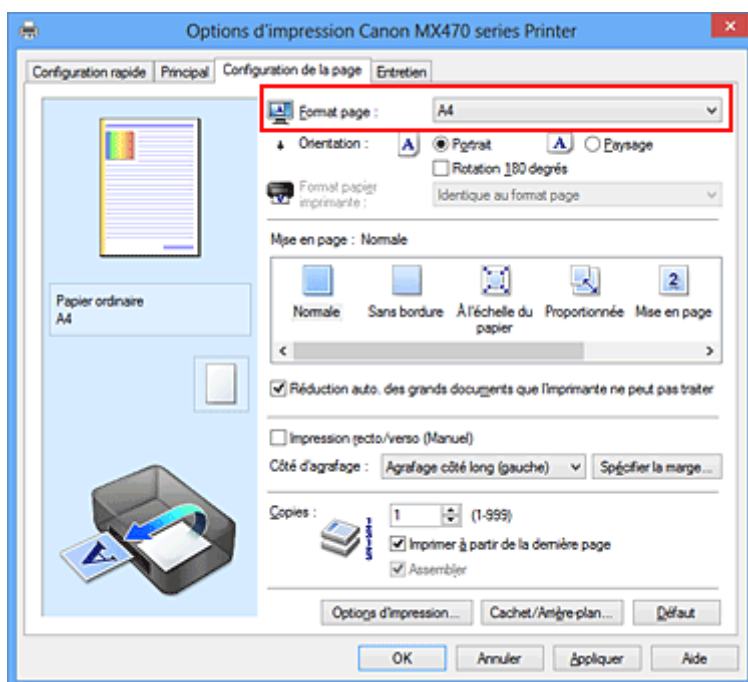 Options d'impression Canon MX470 series Printer
Configuration rapide Principal Configuration de la page Entretien
Format page : A4
Orientation : A Portrait A Paysage
Rotation 180 degrés
Format papier
imprimante : Identique au format page
Mise en page : Normale
2
Normale Sans bordure À l'échelle du papier Proportionnée Mise en page
Papier ordinaire
A4
Réduction auto. des grands documents que l'imprimante ne peut pas traiter
Impression recto/verso (Manuel)
Côté d'agrafage : Agrafage côté long (gauche) Spécifier la marge...
Copies : 1 (1-999)
Imprimer à partir de la dernière page
Assembler
Options d'impression... Cachet/Arrière-plan... Défaut
OK Annuler Appliquer Aide